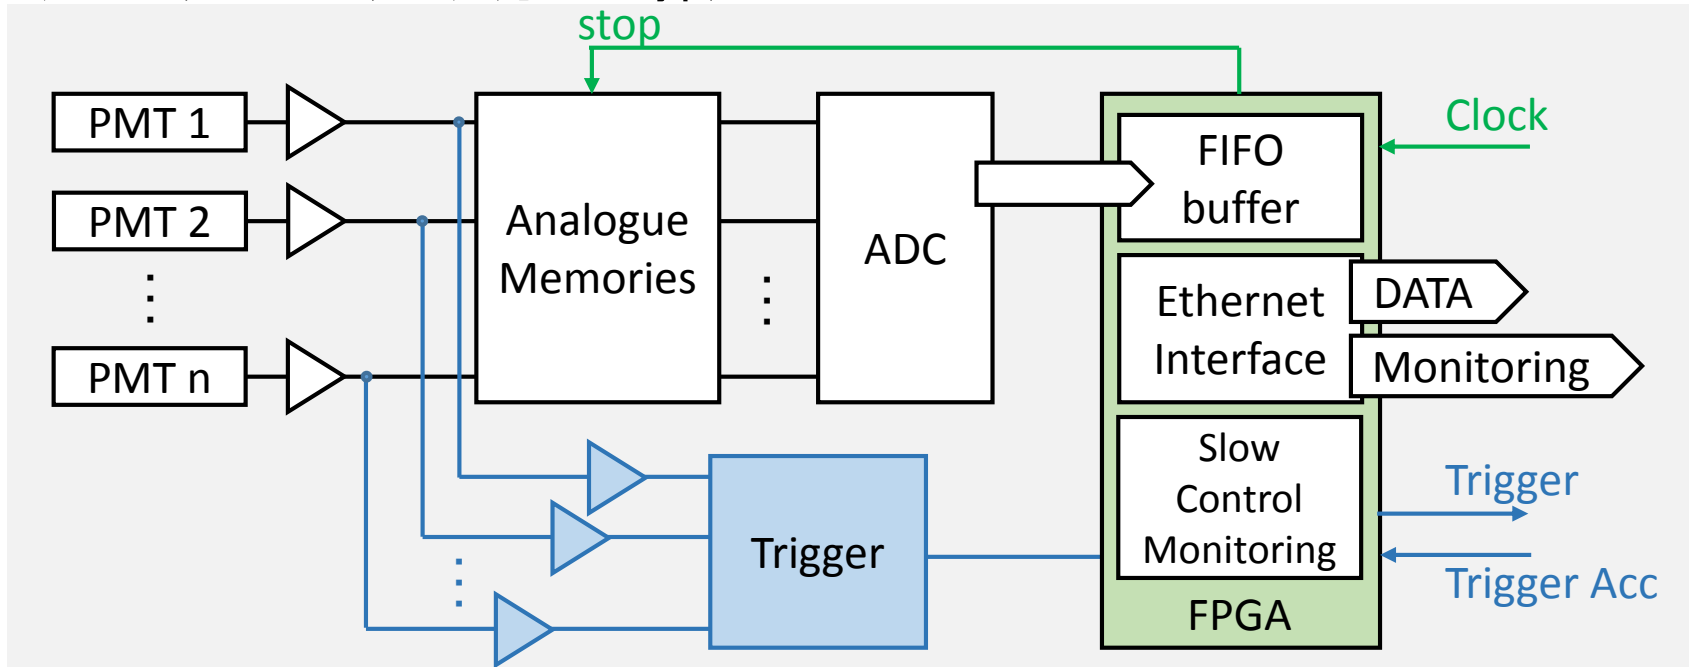 stop
PMT 1
PMT 2
PMT n
Analogue
Memories
ADC
FIFO
buffer
Ethernet
Interface
Slow
Control
Monitoring
FPGA
Clock
DATA
Monitoring
Trigger
Trigger Acc
Trigger